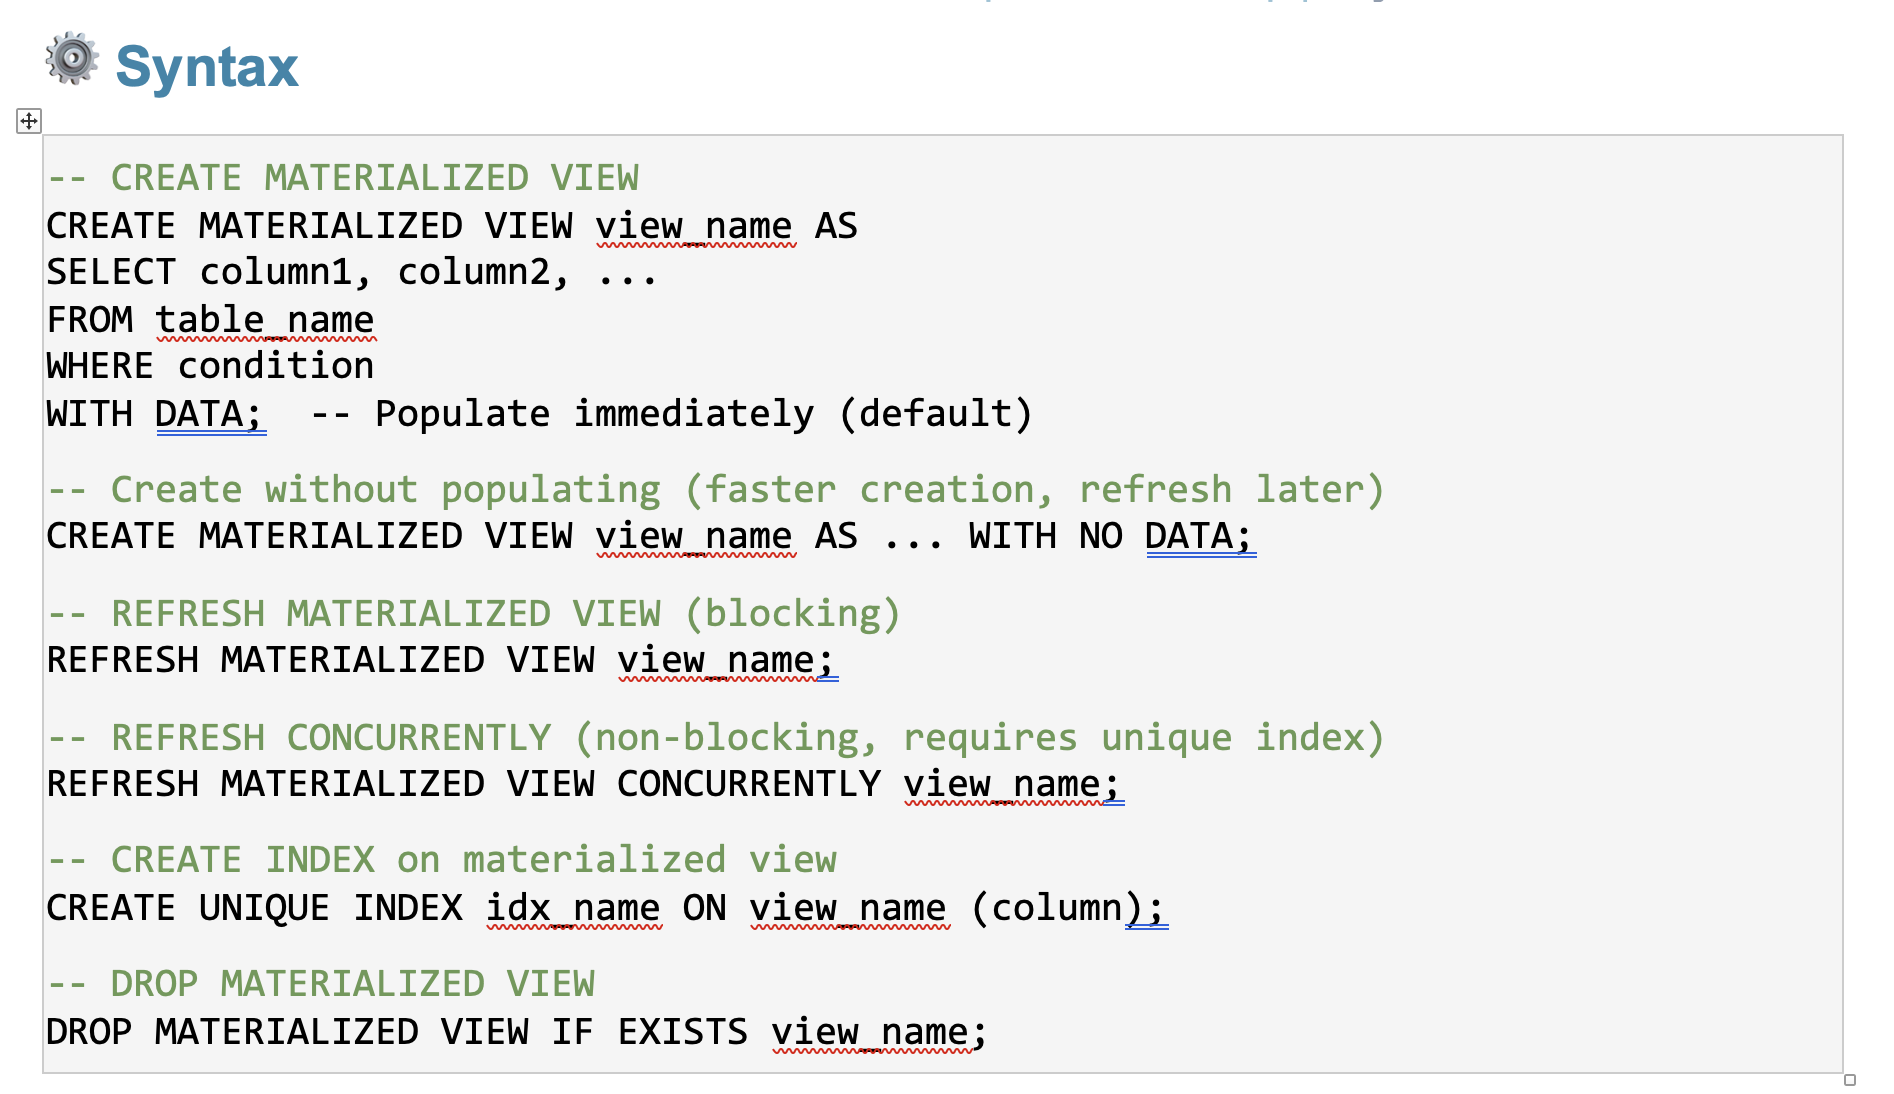 Syntax
-- CREATE MATERIALIZED VIEW
CREATE MATERIALIZED VIEW view_name AS
SELECT column1, column2, ...
FROM table_name
WHERE condition
WITH DATA;  -- Populate immediately (default)
-- Create without populating (faster creation, refresh later)
CREATE MATERIALIZED VIEW view_name AS ... WITH NO DATA;
-- REFRESH MATERIALIZED VIEW (blocking)
REFRESH MATERIALIZED VIEW view_name;
-- REFRESH CONCURRENTLY (non-blocking, requires unique index)
REFRESH MATERIALIZED VIEW CONCURRENTLY view_name;
-- CREATE INDEX on materialized view
CREATE UNIQUE INDEX idx_name ON view_name (column);
-- DROP MATERIALIZED VIEW
DROP MATERIALIZED VIEW IF EXISTS view_name;